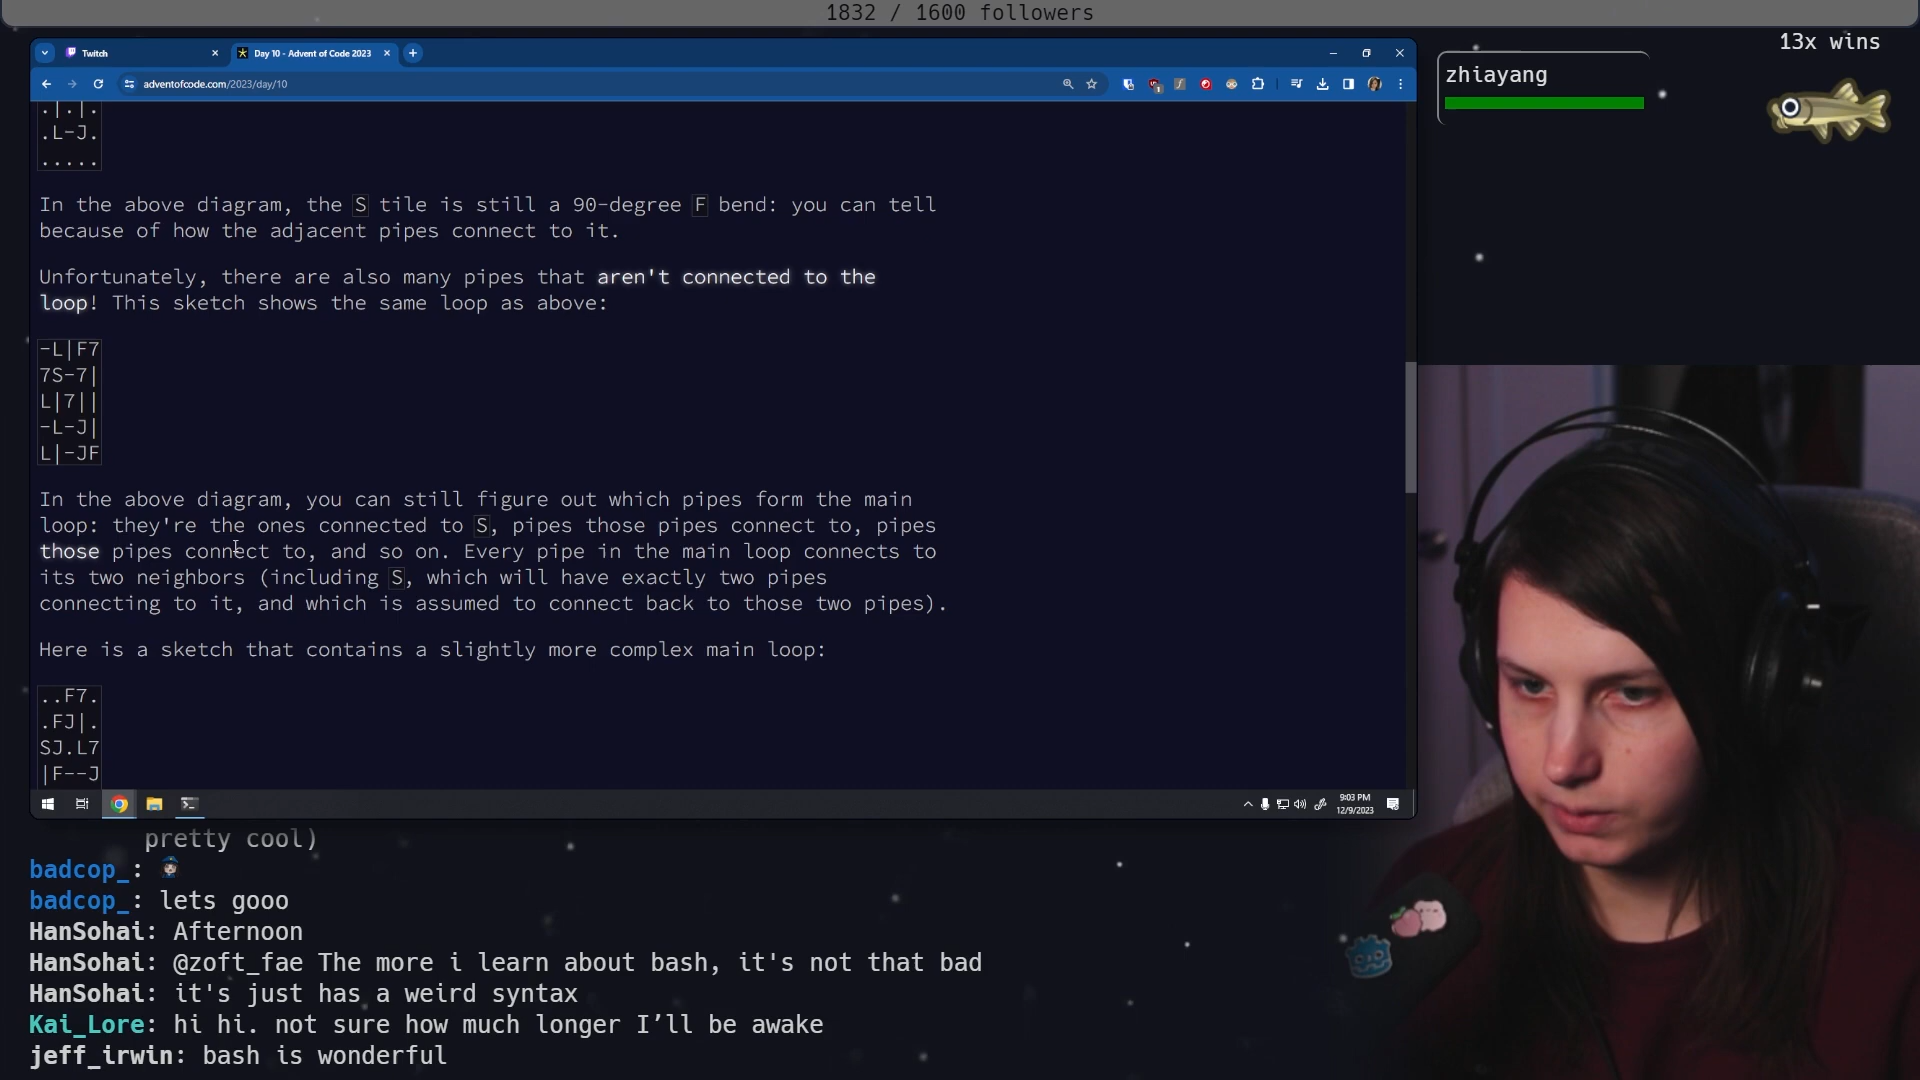 1832 / 1600 followers
13x wins
zhiayang
Twitch
Day 10 - Advent of Code 2023
adventofcode.com/2023/day/10
.|.|.
.L-J.
.....
In the above diagram, the S tile is still a 90-degree F bend: you can tell
because of how the adjacent pipes connect to it.
Unfortunately, there are also many pipes that aren't connected to the
loop! This sketch shows the same loop as above:
-L|F7
7S-7|
L|7||
-L-J|
L|-JF
In the above diagram, you can still figure out which pipes form the main
loop: they're the ones connected to S, pipes those pipes connect to, pipes
those pipes connect to, and so on. Every pipe in the main loop connects to
its two neighbors (including S, which will have exactly two pipes
connecting to it, and which is assumed to connect back to those two pipes).
Here is a sketch that contains a slightly more complex main loop:
..F7.
.FJ|.
SJ.L7
|F--J
9:03 PM
12/9/2023
pretty cool)
badcop_:
badcop_: lets gooo
HanSohai: Afternoon
HanSohai: @zoft_fae The more i learn about bash, it's not that bad
HanSohai: it's just has a weird syntax
Kai_Lore: hi hi. not sure how much longer I’ll be awake
jeff_irwin: bash is wonderful